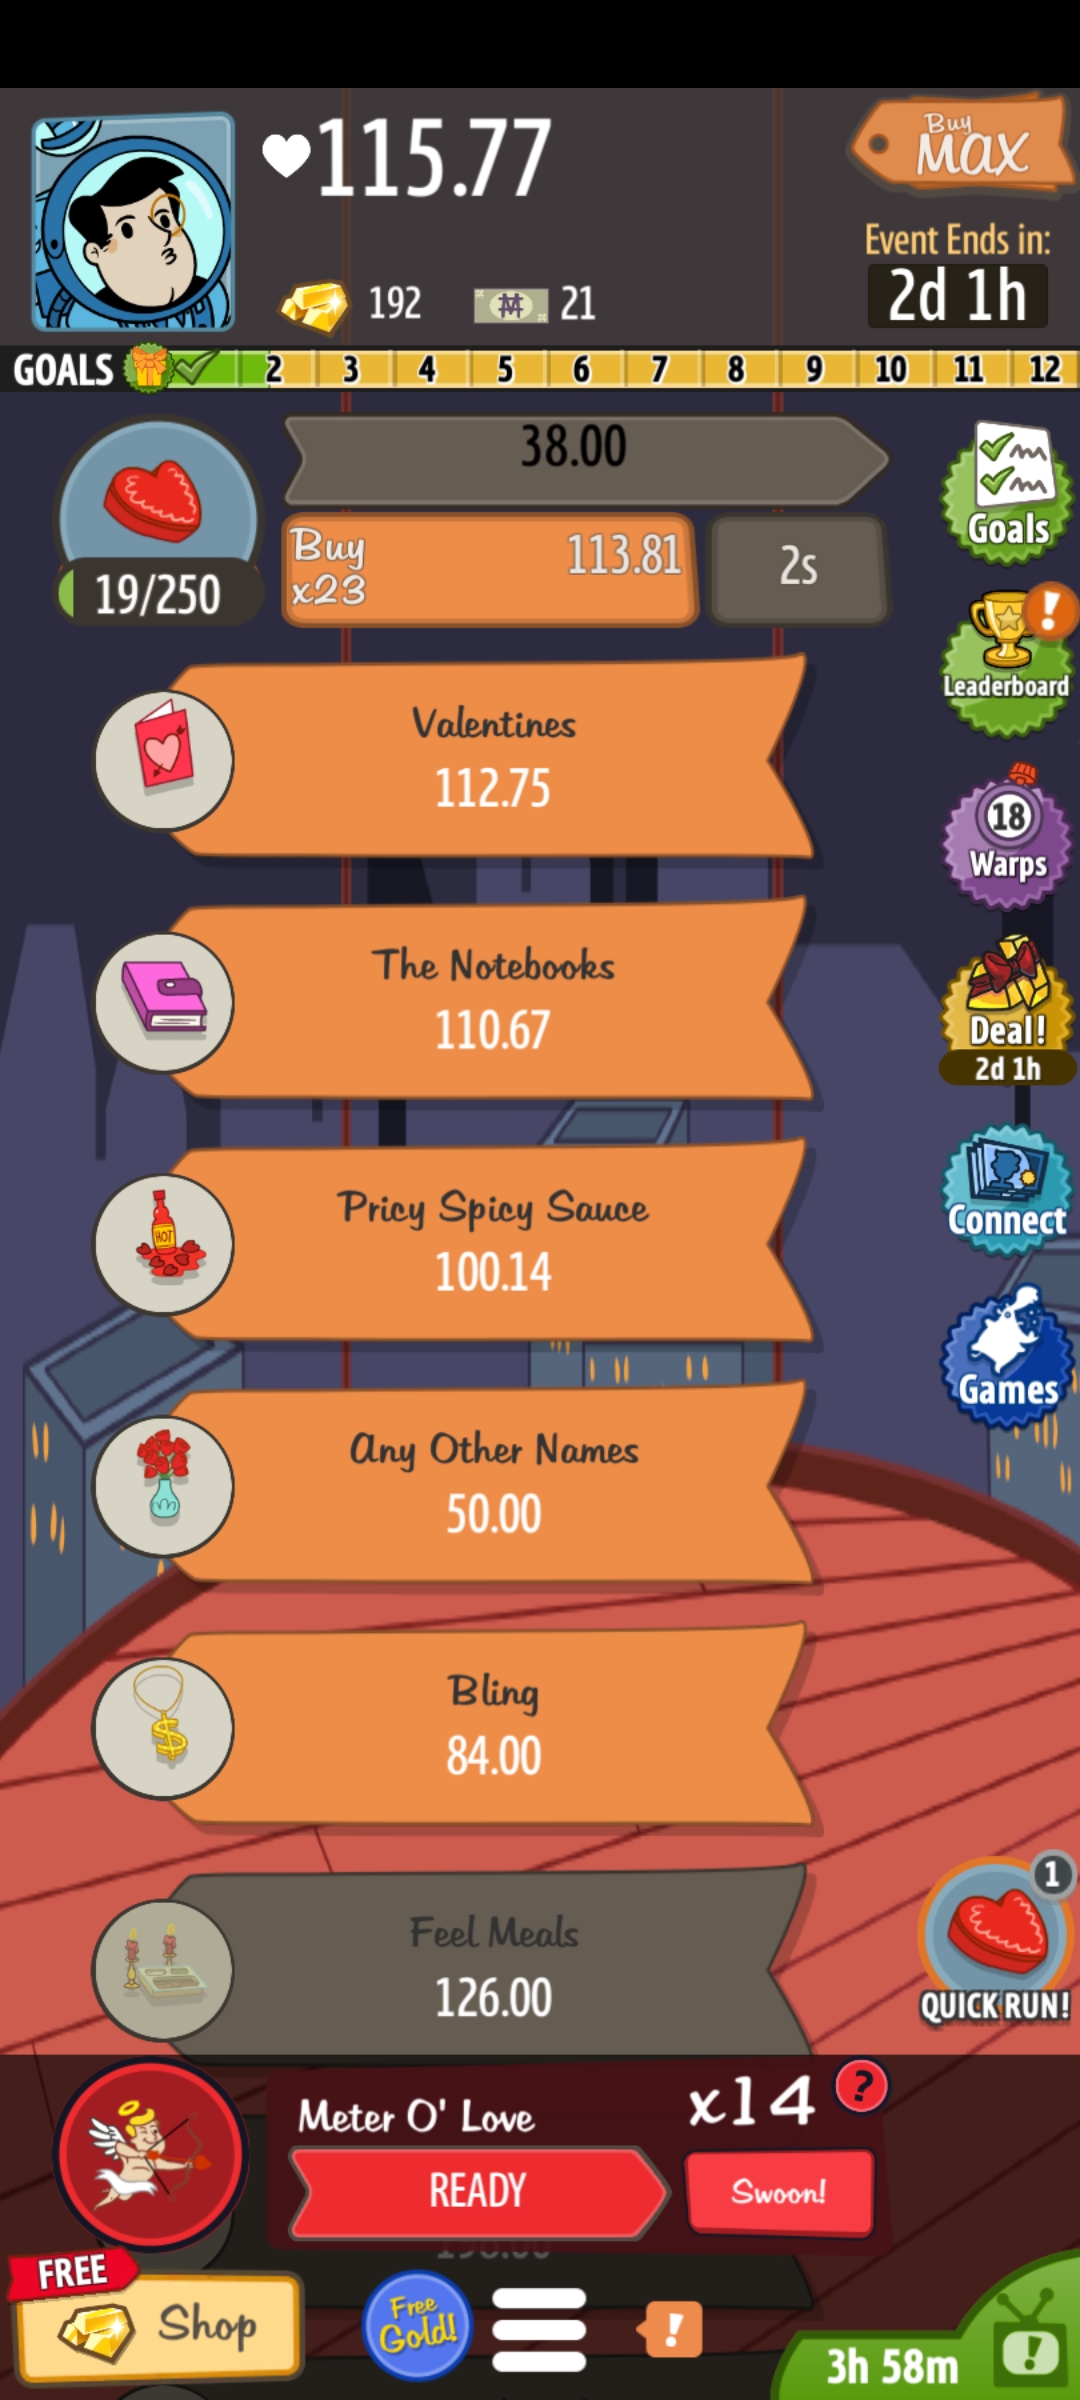 115.77
Buy
MAX
Event Ends in:
192
21
2d 1h
GOALS 2 3 4 5 6 7 8 9 10 11 12
38.00
Buy
x23
113.81
2s
19/250
Goals
Leaderboard
Valentines
112.75
18
Warps
The Notebooks
110.67
Deal!
2d 1h
Pricy Spicy Sauce
HOT
100.14
Connect
Any Other Names
50.00
Games
Bling
84.00
Feel Meals
126.00
1
QUICK RUN!
Meter O' Love
x14
?
READY
Swoon!
FREE
Shop
Free
Gold!
!
3h 58m